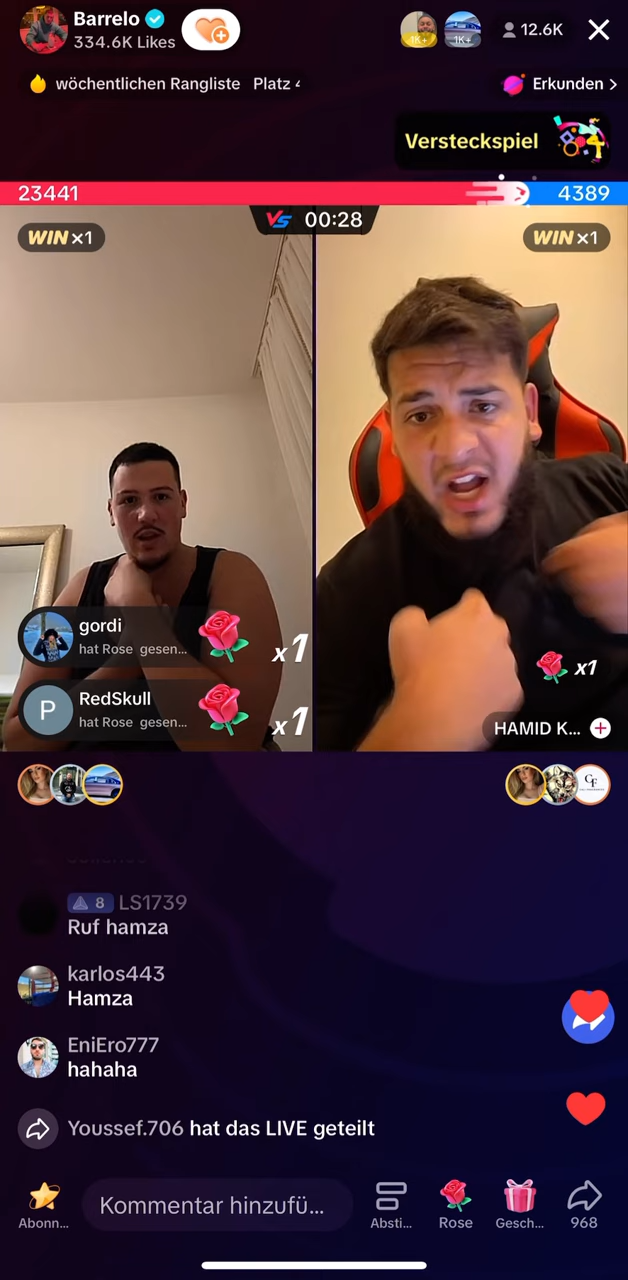 Barrelo
334.6K Likes
1K+
1K+
12.6K
wöchentlichen Rangliste Platz
Erkunden >
Versteckspiel
23441
4389
VS 00:28
WIN x1
WIN x1
gordi
hat Rose gesen...
x1
RedSkull
P
hat Rose gesen...
x1
x1
HAMID K...
CF
8 LS1739
Ruf hamza
karlos443
Hamza
EniEro777
hahaha
Youssef.706 hat das LIVE geteilt
Kommentar hinzufü...
Abonn...
Absti...
Rose
Gesch...
968